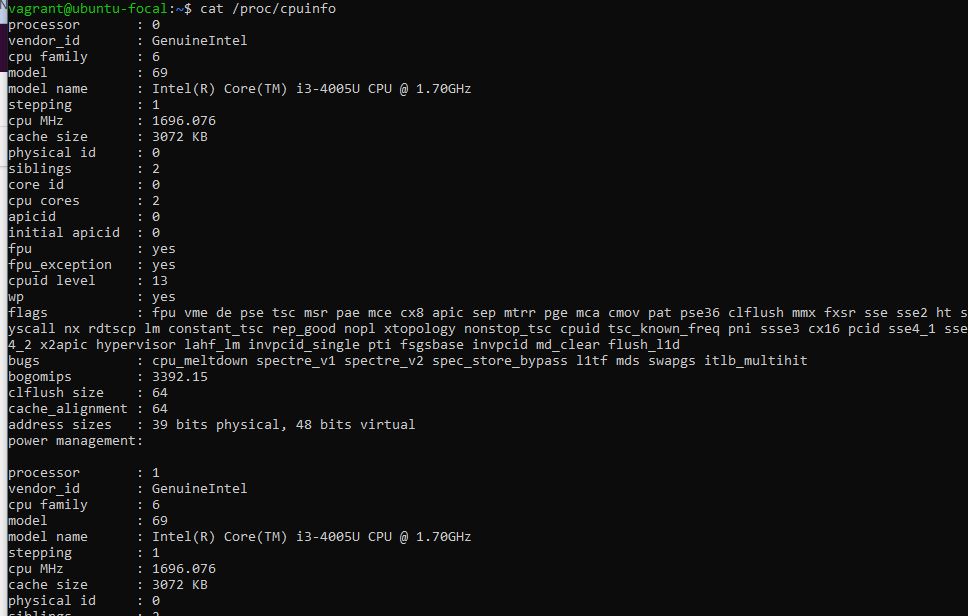 vagrant@ubuntu-focal:~$ cat /proc/cpuinfo
processor : 0
vendor_id : GenuineIntel
cpu family : 6
model : 69
model name : Intel(R) Core(TM) i3-4005U CPU @ 1.70GHz
stepping : 1
cpu MHz : 1696.076
cache size : 3072 KB
physical id : 0
siblings : 2
core id : 0
cpu cores : 2
apicid : 0
initial apicid : 0
fpu : yes
fpu_exception : yes
cpuid level : 13
wp : yes
flags : fpu vme de pse tsc msr pae mce cx8 apic sep mtrr pge mca cmov pat pse36 clflush mmx fxsr sse sse2 ht s
yscall nx rdtscp lm constant_tsc rep_good nopl xtopology nonstop_tsc cpuid tsc_known_freq pni ssse3 cx16 pcid sse4_1 sse
4_2 x2apic hypervisor lahf_lm invpcid_single pti fsgsbase invpcid md_clear flush_l1d
bugs : cpu_meltdown spectre_v1 spectre_v2 spec_store_bypass l1tf mds swapgs itlb_multihit
bogomips : 3392.15
clflush size : 64
cache_alignment : 64
address sizes : 39 bits physical, 48 bits virtual
power management:
processor : 1
vendor_id : GenuineIntel
cpu family : 6
model : 69
model name : Intel(R) Core(TM) i3-4005U CPU @ 1.70GHz
stepping : 1
cpu MHz : 1696.076
cache size : 3072 KB
physical id : 0
siblings : 2